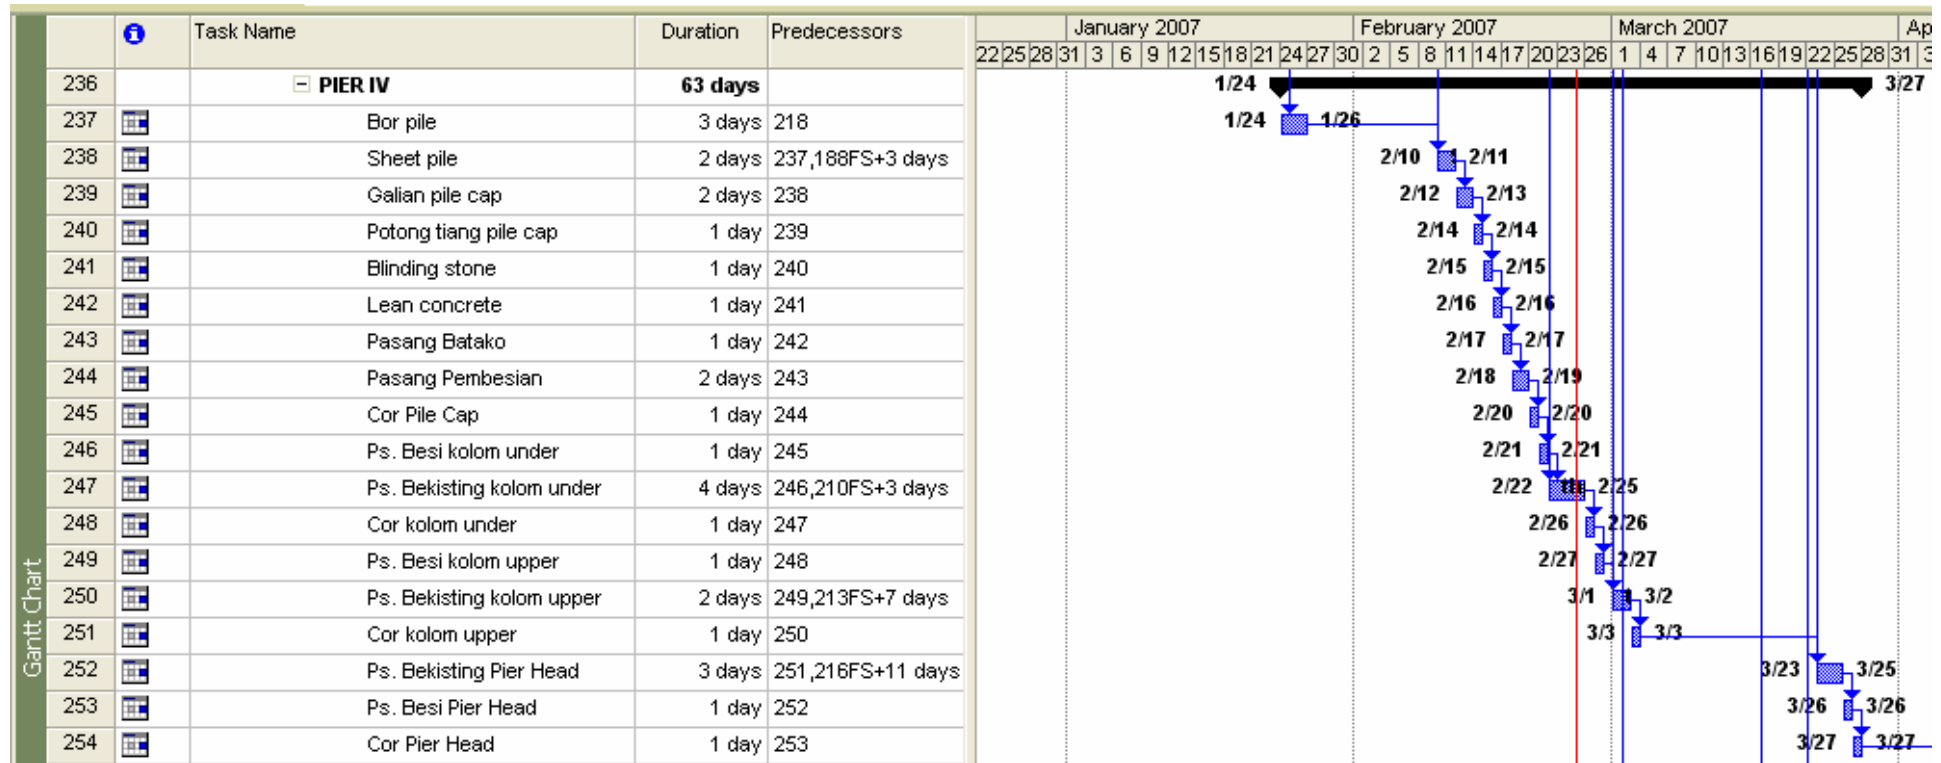 Task Name Duration Predecessors January 2007 February 2007 March 2007 Ap
22 25 28 31 3 6 9 12 15 18 21 24 27 30 2 5 8 11 14 17 20 23 26 1 4 7 10 13 16 19 22 25 28 31 3
236 PIER IV 63 days 1/24 3/27
237 Bor pile 3 days 218 1/24 1/26
238 Sheet pile 2 days 237,188FS+3 days 2/10 2/11
239 Galian pile cap 2 days 238 2/12 2/13
240 Potong tiang pile cap 1 day 239 2/14 2/14
241 Blinding stone 1 day 240 2/15 2/15
242 Lean concrete 1 day 241 2/16 2/16
243 Pasang Batako 1 day 242 2/17 2/17
244 Pasang Pembesian 2 days 243 2/18 2/19
245 Cor Pile Cap 1 day 244 2/20 2/20
246 Ps. Besi kolom under 1 day 245 2/21 2/21
247 Ps. Bekisting kolom under 4 days 246,210FS+3 days 2/22 2/25
248 Cor kolom under 1 day 247 2/26 2/26
249 Ps. Besi kolom upper 1 day 248 2/27 2/27
250 Ps. Bekisting kolom upper 2 days 249,213FS+7 days 3/1 3/2
251 Cor kolom upper 1 day 250 3/3 3/3
252 Ps. Bekisting Pier Head 3 days 251,216FS+11 days 3/23 3/25
253 Ps. Besi Pier Head 1 day 252 3/26 3/26
254 Cor Pier Head 1 day 253 3/27 3/27
Gantt Chart